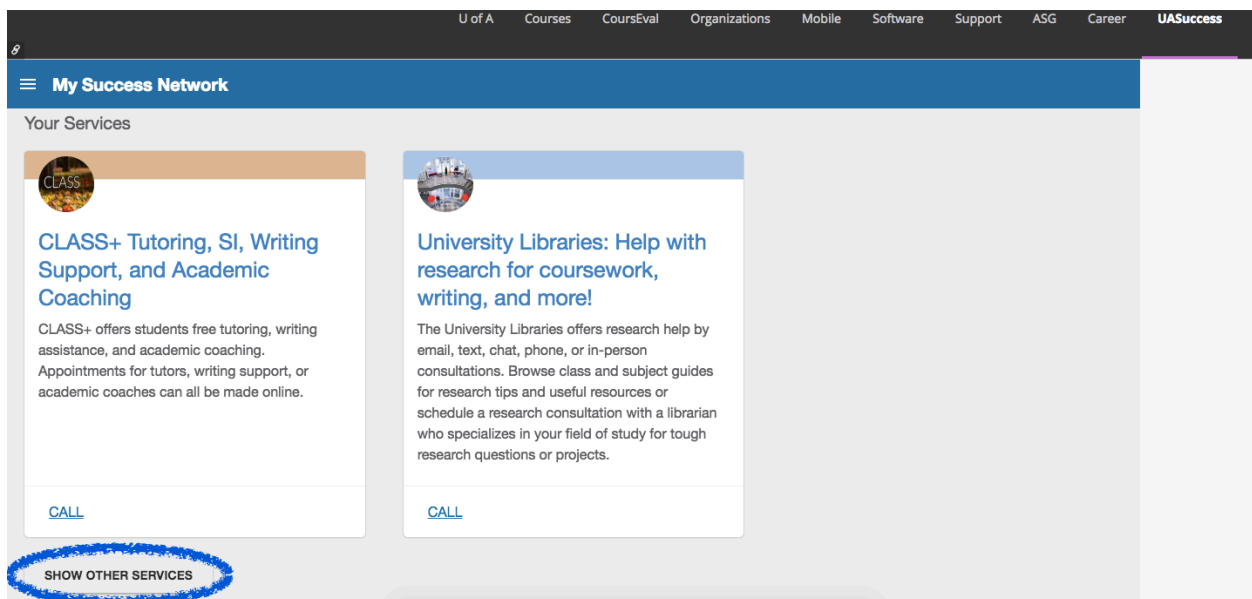 U of A Courses CoursEval Organizations Mobile Software Support ASG Career UASuccess
My Success Network
Your Services
CLASS
CLASS+ Tutoring, SI, Writing
Support, and Academic
Coaching
CLASS+ offers students free tutoring, writing
assistance, and academic coaching.
Appointments for tutors, writing support, or
academic coaches can all be made online.
CALL
University Libraries: Help with
research for coursework,
writing, and more!
The University Libraries offers research help by
email, text, chat, phone, or in-person
consultations. Browse class and subject guides
for research tips and useful resources or
schedule a research consultation with a librarian
who specializes in your field of study for tough
research questions or projects.
CALL
SHOW OTHER SERVICES